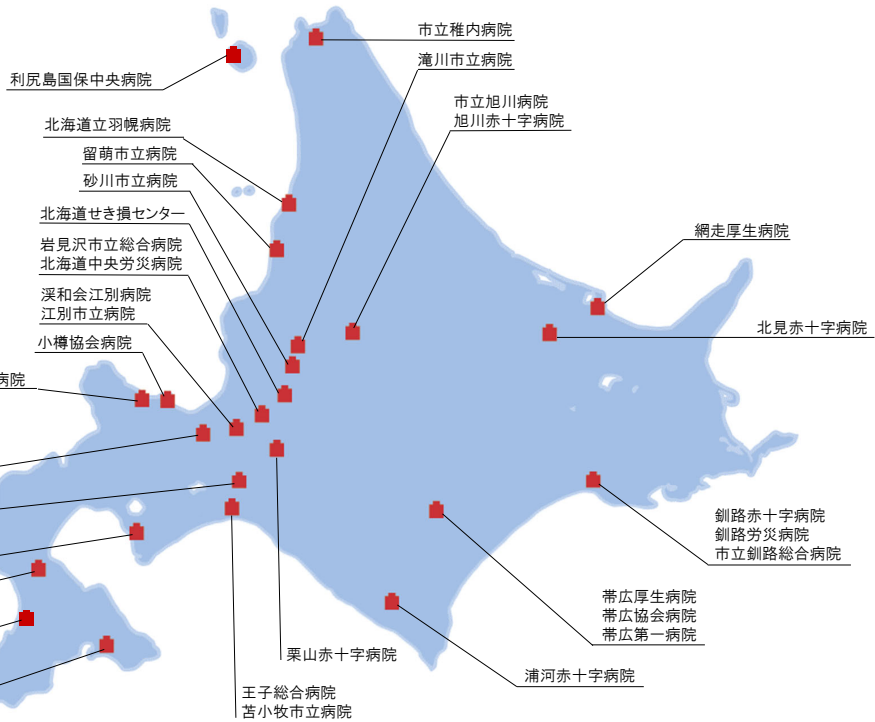 市立稚内病院
滝川市立病院
利尻島国保中央病院
市立旭川病院
旭川赤十字病院
北海道立羽幌病院
留萌市立病院
砂川市立病院
北海道せき損センター
岩見沢市立総合病院
北海道中央労災病院
渓和会江別病院
江別市立病院
小樽協会病院
病院
網走厚生病院
北見赤十字病院
釧路赤十字病院
釧路労災病院
市立釧路総合病院
帯広厚生病院
帯広協会病院
帯広第一病院
浦河赤十字病院
栗山赤十字病院
王子総合病院
苫小牧市立病院